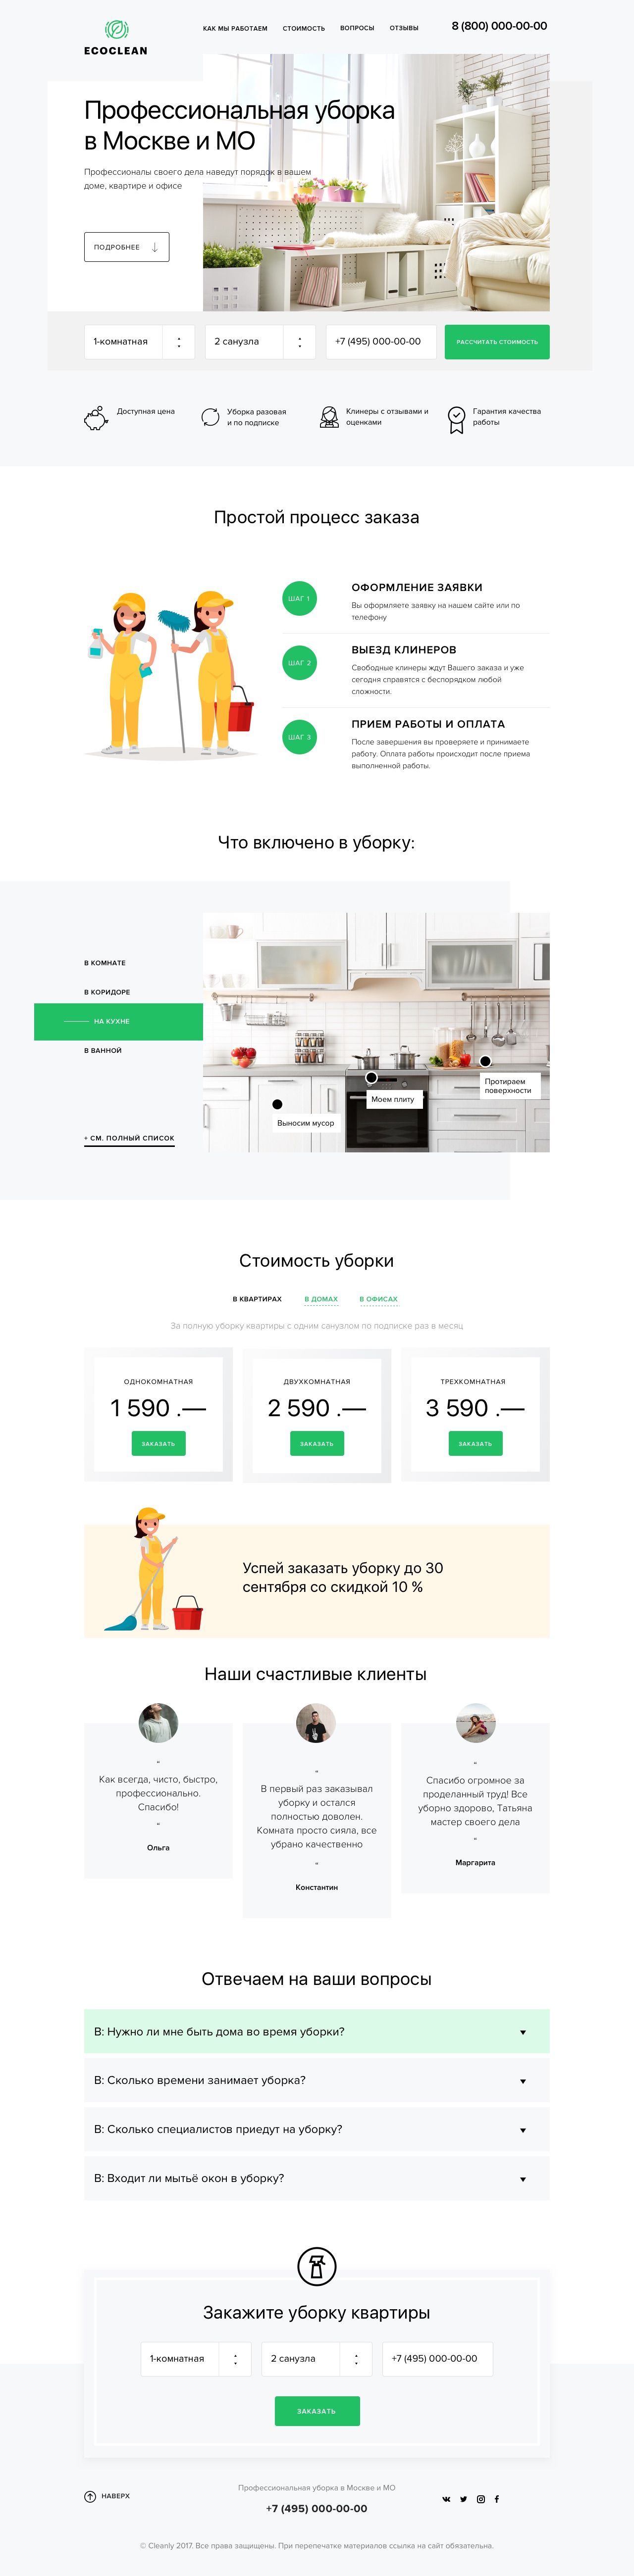 ECOCLEAN
КАК МЫ РАБОТАЕМ
СТОИМОСТЬ
ВОПРОСЫ
ОТЗЫВЫ
8 (800) 000-00-00
Профессиональная уборка
в Москве и МО
Профессионалы своего дела наведут порядок в вашем
доме, квартире и офисе
ПОДРОБНЕЕ
1-комнатная
2 санузла
+7 (495) 000-00-00
РАССЧИТАТЬ СТОИМОСТЬ
Доступная цена
Уборка разовая
и по подписке
Клинеры с отзывами и
оценками
Гарантия качества
работы
Простой процесс заказа
ШАГ 1
ОФОРМЛЕНИЕ ЗАЯВКИ
Вы оформляете заявку на нашем сайте или по
телефону
ШАГ 2
ВЫЕЗД КЛИНЕРОВ
Свободные клинеры ждут Вашего заказа и уже
сегодня справятся с беспорядком любой
сложности.
ШАГ 3
ПРИЕМ РАБОТЫ И ОПЛАТА
После завершения вы проверяете и принимаете
работу. Оплата работы происходит после приема
выполненной работы.
Что включено в уборку:
В КОМНАТЕ
В КОРИДОРЕ
НА КУХНЕ
В ВАННОЙ
+ СМ. ПОЛНЫЙ СПИСОК
Протираем
поверхности
Моем плиту
Выносим мусор
Стоимость уборки
В КВАРТИРАХ
В ДОМАХ
В ОФИСАХ
За полную уборку квартиры с одним санузлом по подписке раз в месяц
ОДНОКОМНАТНАЯ
1 590 .—
ЗАКАЗАТЬ
ДВУХКОМНАТНАЯ
2 590 .—
ЗАКАЗАТЬ
ТРЕХКОМНАТНАЯ
3 590 .—
ЗАКАЗАТЬ
Успей заказать уборку до 30
сентября со скидкой 10 %
Наши счастливые клиенты
“
Как всегда, чисто, быстро,
профессионально.
Спасибо!
“
Ольга
“
В первый раз заказывал
уборку и остался
полностью доволен.
Комната просто сияла, все
убрано качественно
“
Константин
“
Спасибо огромное за
проделанный труд! Все
уборно здорово, Татьяна
мастер своего дела
“
Маргарита
Отвечаем на ваши вопросы
В: Нужно ли мне быть дома во время уборки?
В: Сколько времени занимает уборка?
В: Сколько специалистов приедут на уборку?
В: Входит ли мытьё окон в уборку?
Закажите уборку квартиры
1-комнатная
2 санузла
+7 (495) 000-00-00
ЗАКАЗАТЬ
НАВЕРХ
Профессиональная уборка в Москве и МО
+7 (495) 000-00-00
© Cleanly 2017. Все права защищены. При перепечатке материалов ссылка на сайт обязательна.